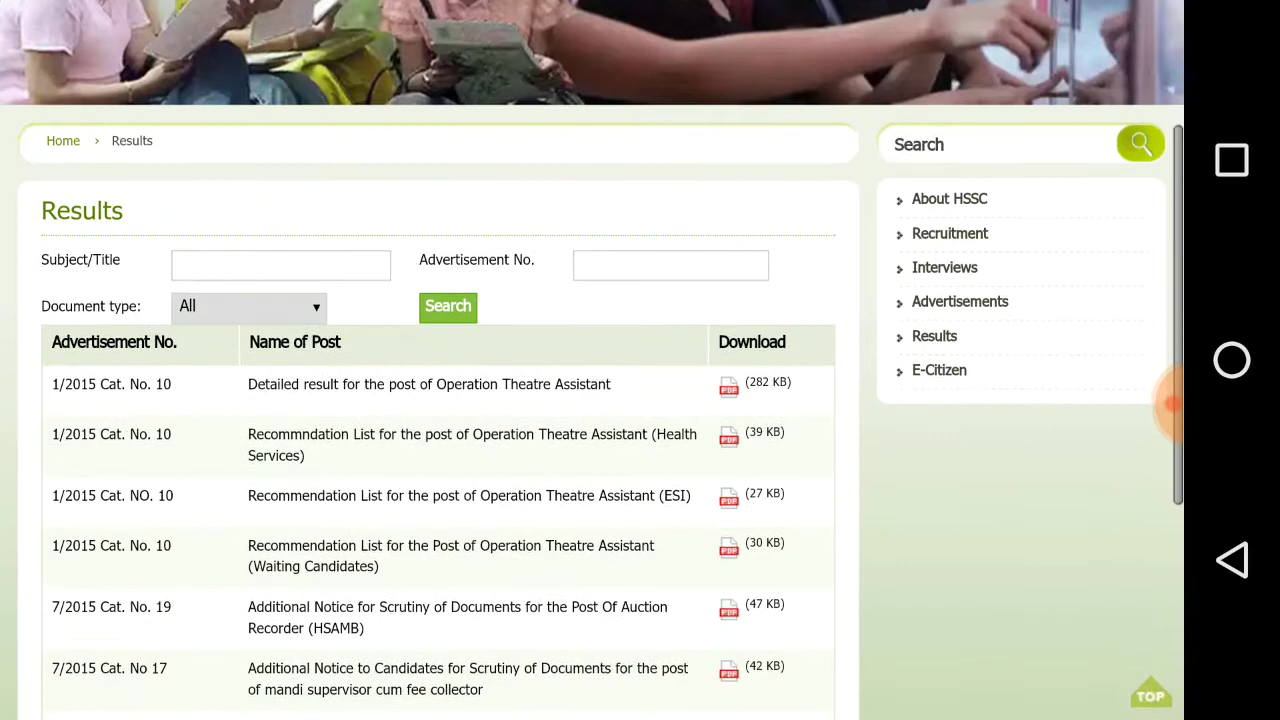 Home › Results
Search
Results
Subject/Title
Advertisement No.
Document type:
All
Search
Advertisement No.
Name of Post
Download
1/2015 Cat. No. 10
Detailed result for the post of Operation Theatre Assistant
(282 KB)
1/2015 Cat. No. 10
Recommndation List for the post of Operation Theatre Assistant (Health
Services)
(39 KB)
1/2015 Cat. NO. 10
Recommendation List for the post of Operation Theatre Assistant (ESI)
(27 KB)
1/2015 Cat. No. 10
Recommendation List for the Post of Operation Theatre Assistant
(Waiting Candidates)
(30 KB)
7/2015 Cat. No. 19
Additional Notice for Scrutiny of Documents for the Post Of Auction
Recorder (HSAMB)
(47 KB)
7/2015 Cat. No 17
Additional Notice to Candidates for Scrutiny of Documents for the post
of mandi supervisor cum fee collector
(42 KB)
PDF
PDF
PDF
PDF
PDF
PDF
About HSSC
Recruitment
Interviews
Advertisements
Results
E-Citizen
TOP